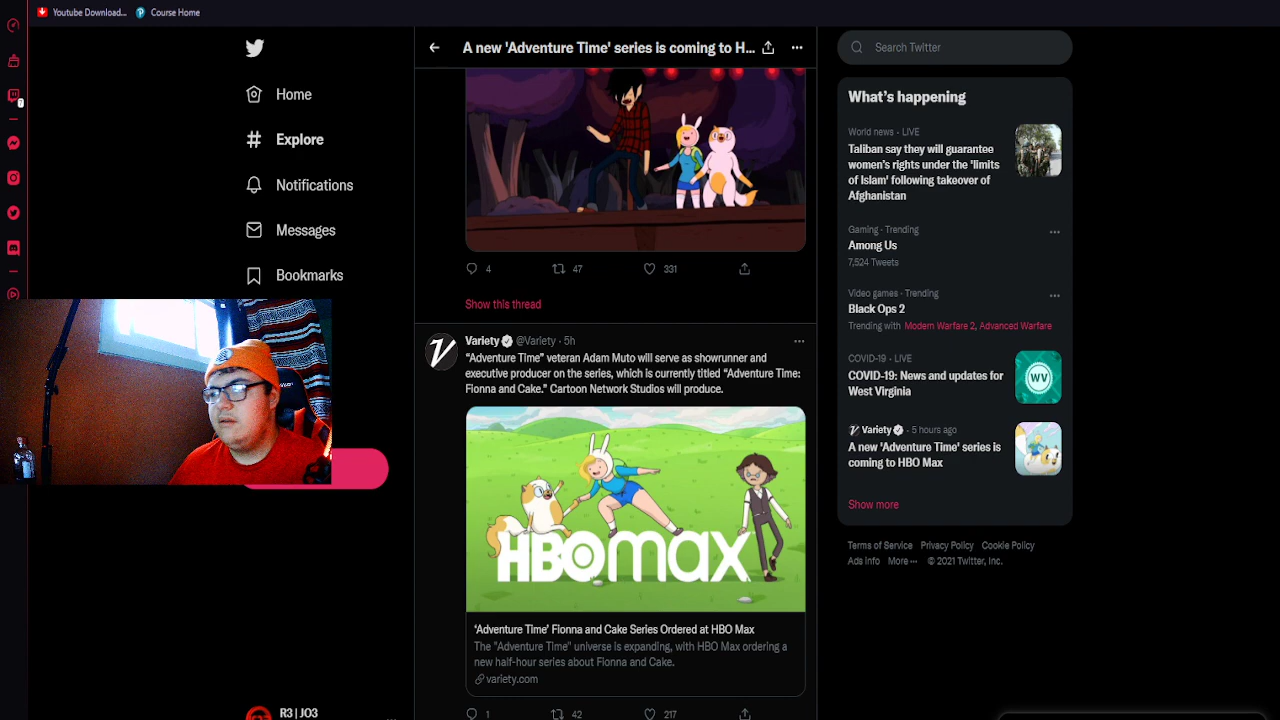 Youtube Download...
Course Home
7
Home
Explore
Notifications
Messages
Bookmarks
R3 | JO3
A new 'Adventure Time' series is coming to H...
4
47
331
Show this thread
Variety @Variety · 5h
“Adventure Time” veteran Adam Muto will serve as showrunner and
executive producer on the series, which is currently titled “Adventure Time:
Fionna and Cake.” Cartoon Network Studios will produce.
HBOmax
‘Adventure Time’ Fionna and Cake Series Ordered at HBO Max
The "Adventure Time" universe is expanding, with HBO Max ordering a
new half-hour series about Fionna and Cake.
variety.com
1
42
217
Search Twitter
What’s happening
World news · LIVE
Taliban say they will guarantee
women’s rights under the ‘limits
of Islam’ following takeover of
Afghanistan
Gaming · Trending
Among Us
7,524 Tweets
Video games · Trending
Black Ops 2
Trending with Modern Warfare 2, Advanced Warfare
COVID-19 · LIVE
COVID-19: News and updates for
West Virginia
WV
Variety · 5 hours ago
A new 'Adventure Time' series is
coming to HBO Max
Show more
Terms of Service Privacy Policy Cookie Policy
Ads info More ··· © 2021 Twitter, Inc.